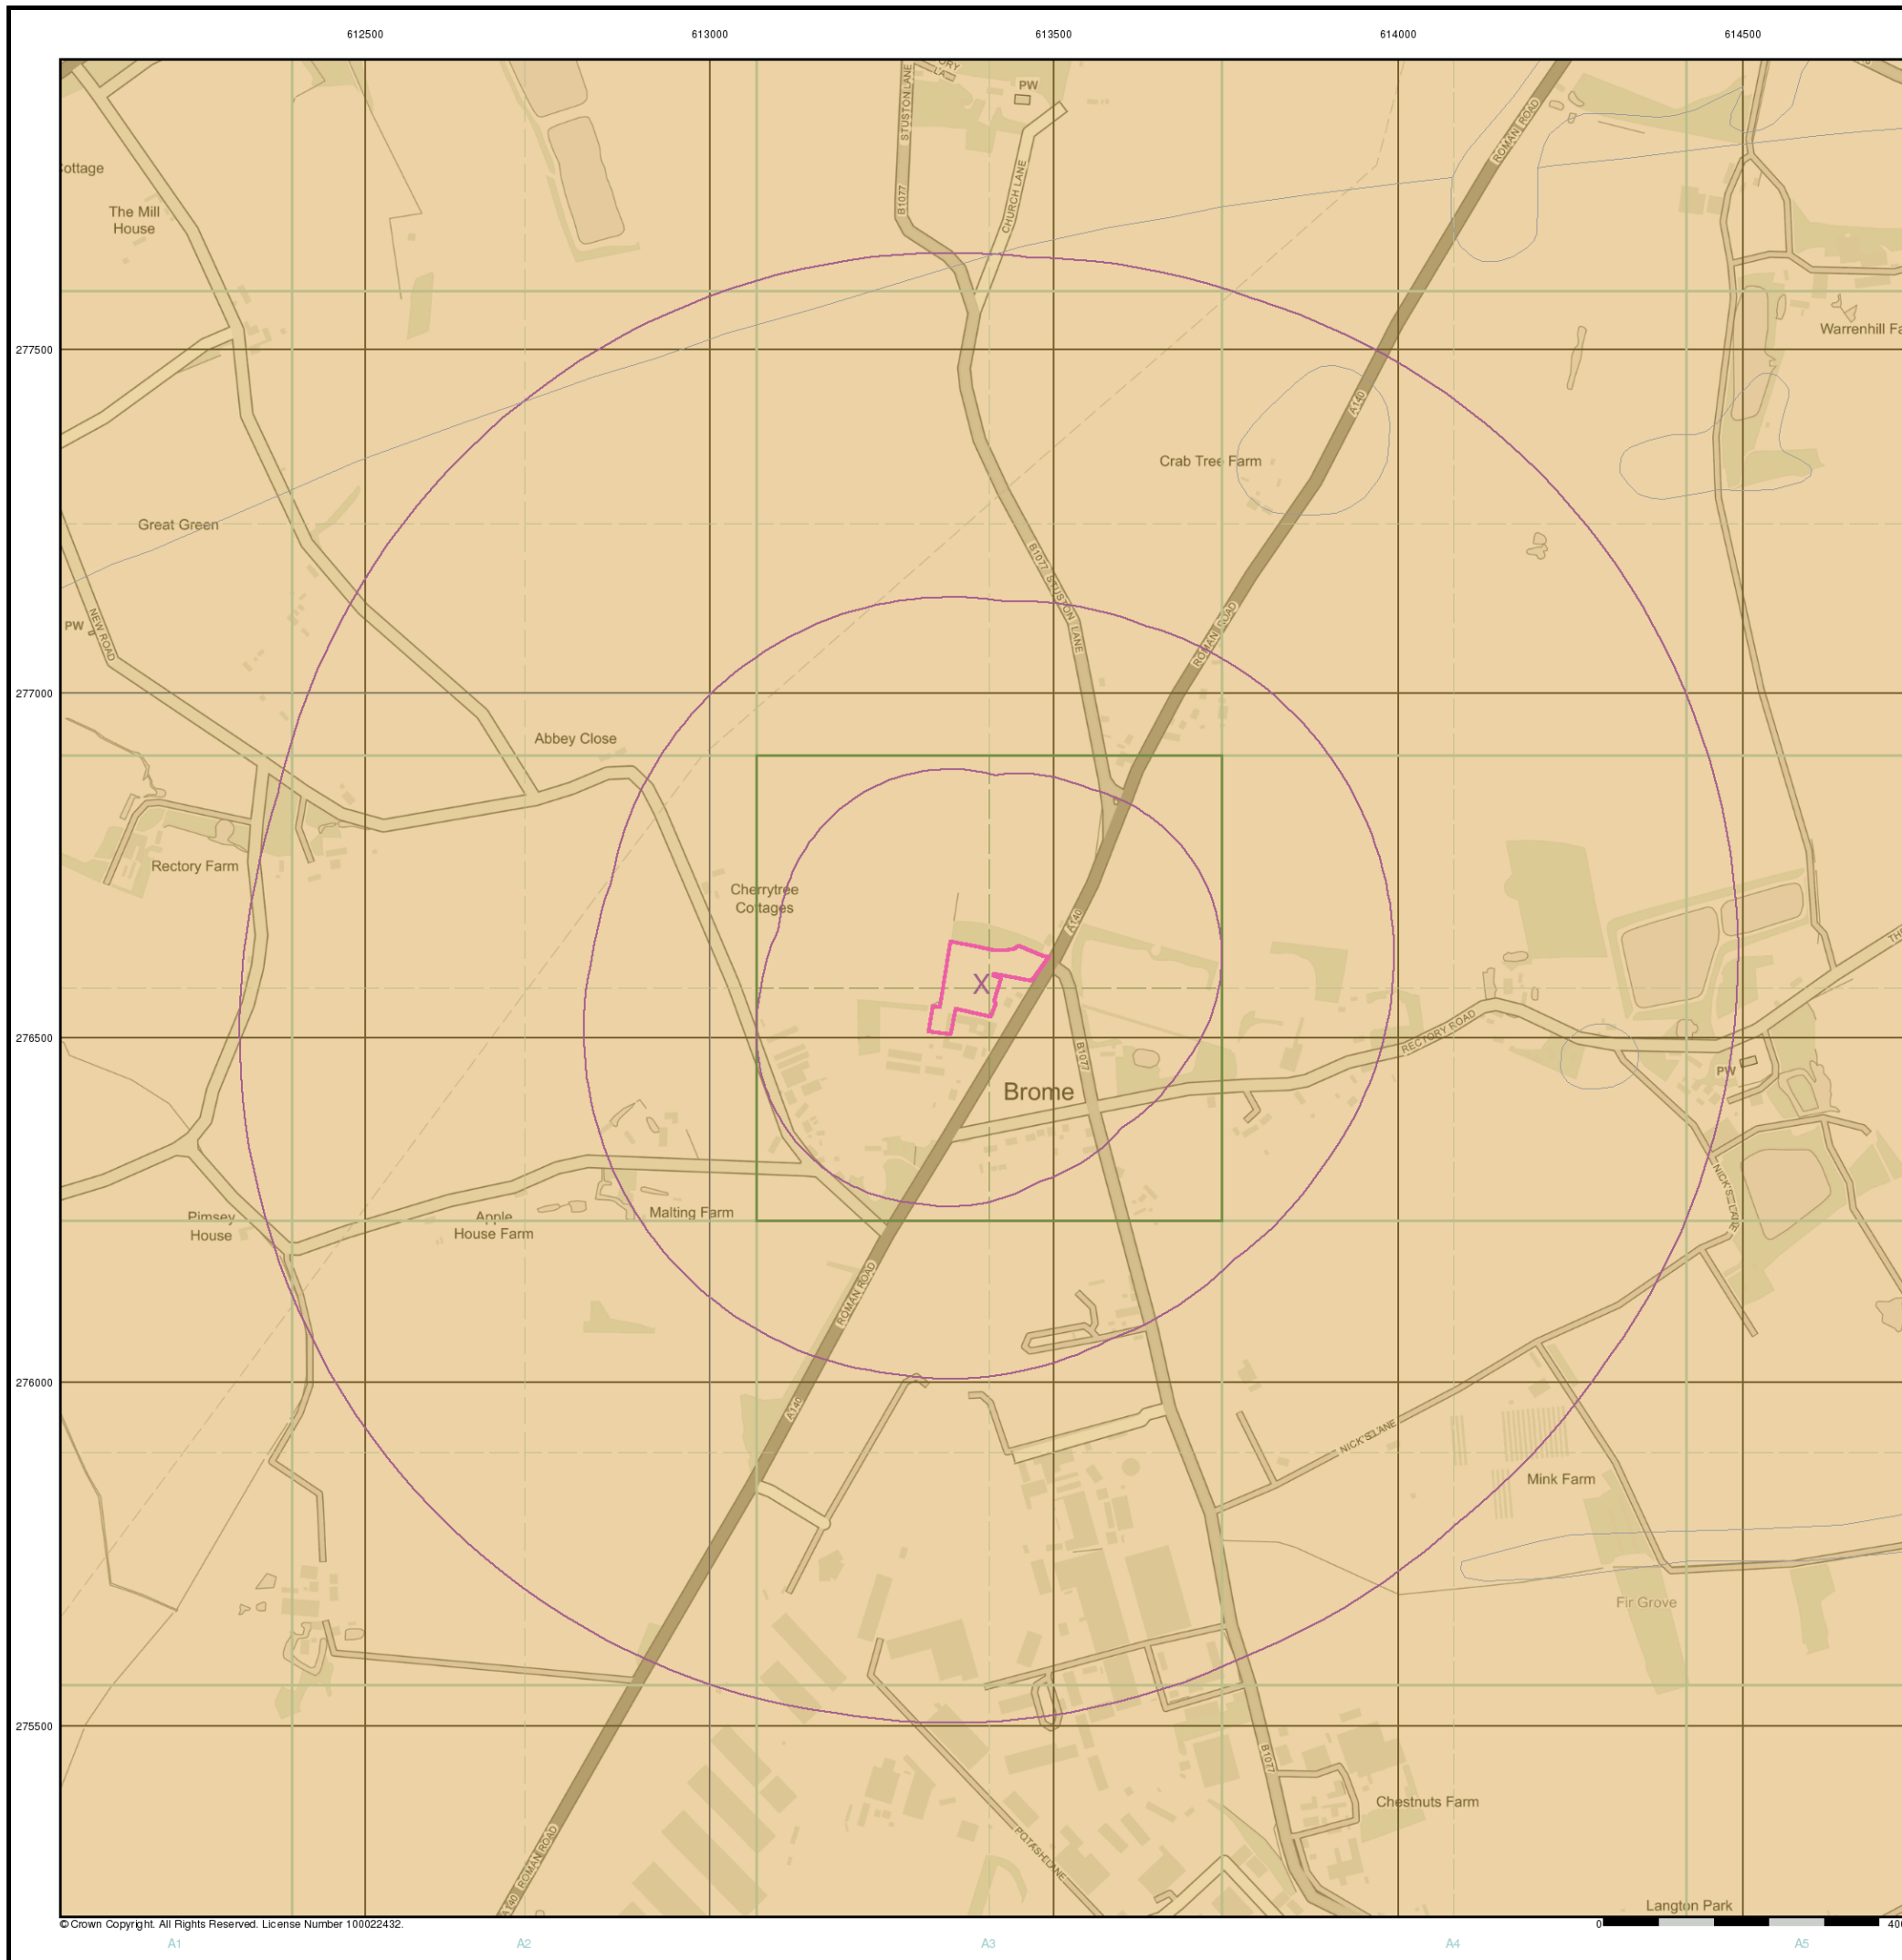 612500
613000
613500
614000
614500
STUSTON LANE
PW
ROMAN ROAD
ottage
The Mill
House
B1077
CHURCH LANE
Warrenhill Fa
277500
A140
Crab Tree Farm
Great Green
B1077 STUSTON LANE
NEW ROAD
PW
ROMAN ROAD
277000
Abbey Close
Rectory Farm
Cherrytree
Cottages
A140
X
276500
B1077
RECTORY ROAD
PW
Brome
NICK'S LANE
Pimsey
House
Apple
House Farm
Malting Farm
ROMAN ROAD
276000
A140
NICK'S LANE
Mink Farm
Fir Grove
275500
B1077
Chestnuts Farm
POTASH LANE
A140 ROMAN ROAD
Langton Park
© Crown Copyright. All Rights Reserved. License Number 100022432.
0
A1
A2
A3
A4
A5